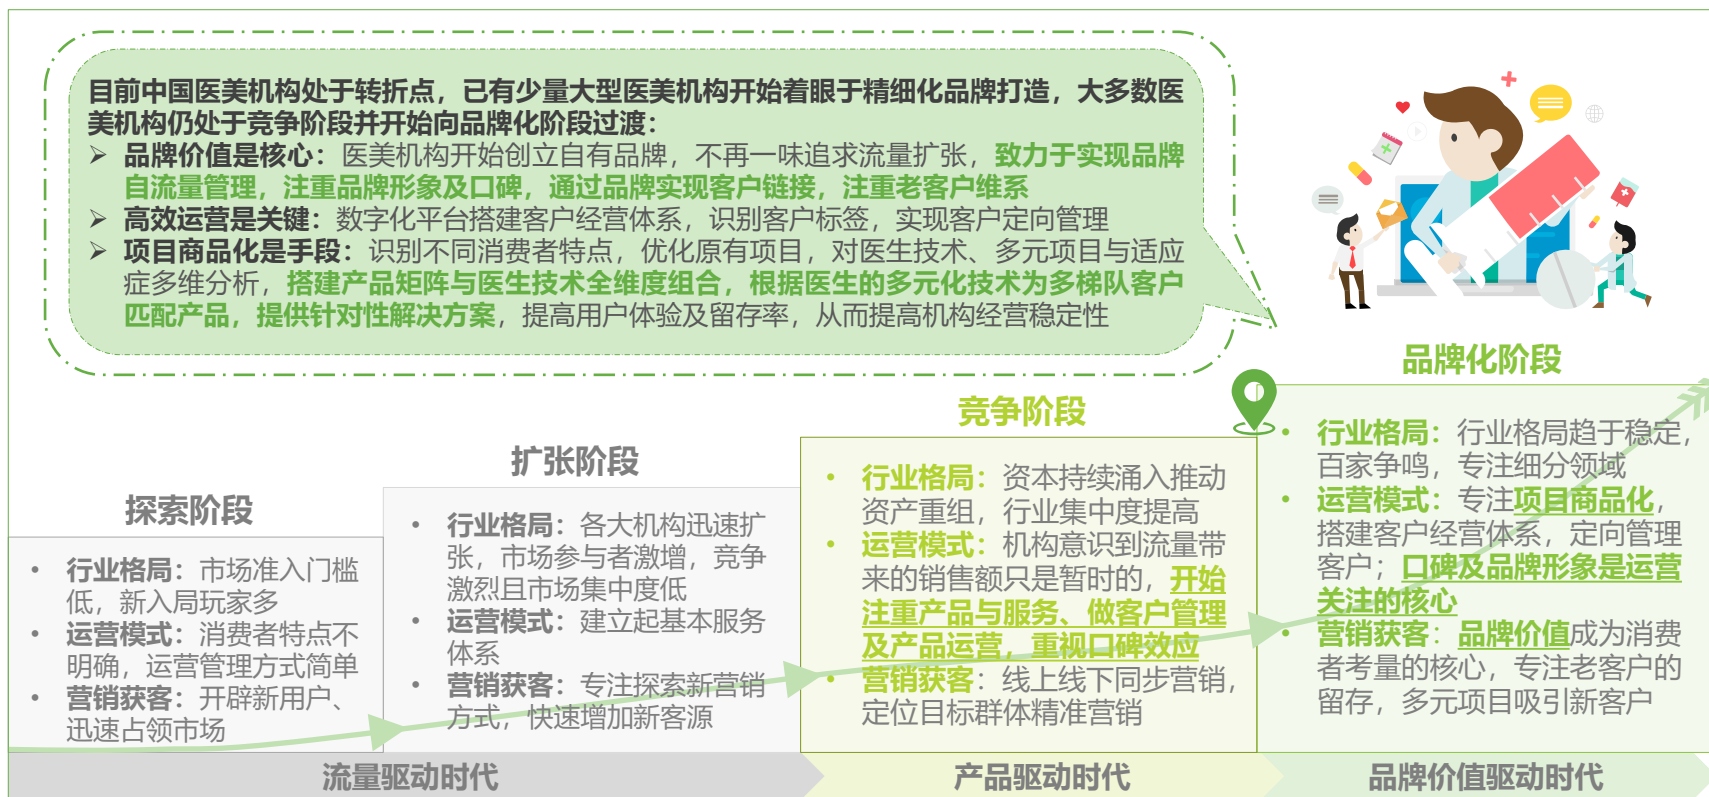 目前中国医美机构处于转折点，已有少量大型医美机构开始着眼于精细化品牌打造，大多数医
美机构仍处于竞争阶段并开始向品牌化阶段过渡：
➢ 品牌价值是核心：医美机构开始创立自有品牌，不再一味追求流量扩张，致力于实现品牌
自流量管理，注重品牌形象及口碑，通过品牌实现客户链接，注重老客户维系
➢ 高效运营是关键：数字化平台搭建客户经营体系，识别客户标签，实现客户定向管理
➢ 项目商品化是手段：识别不同消费者特点，优化原有项目，对医生技术、多元项目与适应
症多维分析，搭建产品矩阵与医生技术全维度组合，根据医生的多元化技术为多梯队客户
匹配产品，提供针对性解决方案，提高用户体验及留存率，从而提高机构经营稳定性
探索阶段
• 行业格局：市场准入门槛
低，新入局玩家多
• 运营模式：消费者特点不
明确，运营管理方式简单
• 营销获客：开辟新用户、
迅速占领市场
扩张阶段
• 行业格局：各大机构迅速扩
张，市场参与者激增，竞争
激烈且市场集中度低
• 运营模式：建立起基本服务
体系
• 营销获客：专注探索新营销
方式，快速增加新客源
竞争阶段
• 行业格局：资本持续涌入推动
资产重组，行业集中度提高
• 运营模式：机构意识到流量带
来的销售额只是暂时的，开始
注重产品与服务、做客户管理
及产品运营，重视口碑效应
• 营销获客：线上线下同步营销，
定位目标群体精准营销
品牌化阶段
• 行业格局：行业格局趋于稳定，
百家争鸣，专注细分领域
• 运营模式：专注项目商品化，
搭建客户经营体系，定向管理
客户；口碑及品牌形象是运营
关注的核心
• 营销获客：品牌价值成为消费
者考量的核心，专注老客户的
留存，多元项目吸引新客户
流量驱动时代
产品驱动时代
品牌价值驱动时代